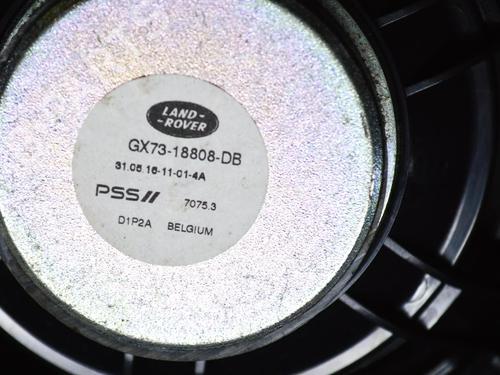 LAND-
-ROVER
GX73-18808-DB
31.05.16-11-01-4A
PSS
7075.3
D1P2A BELGIUM